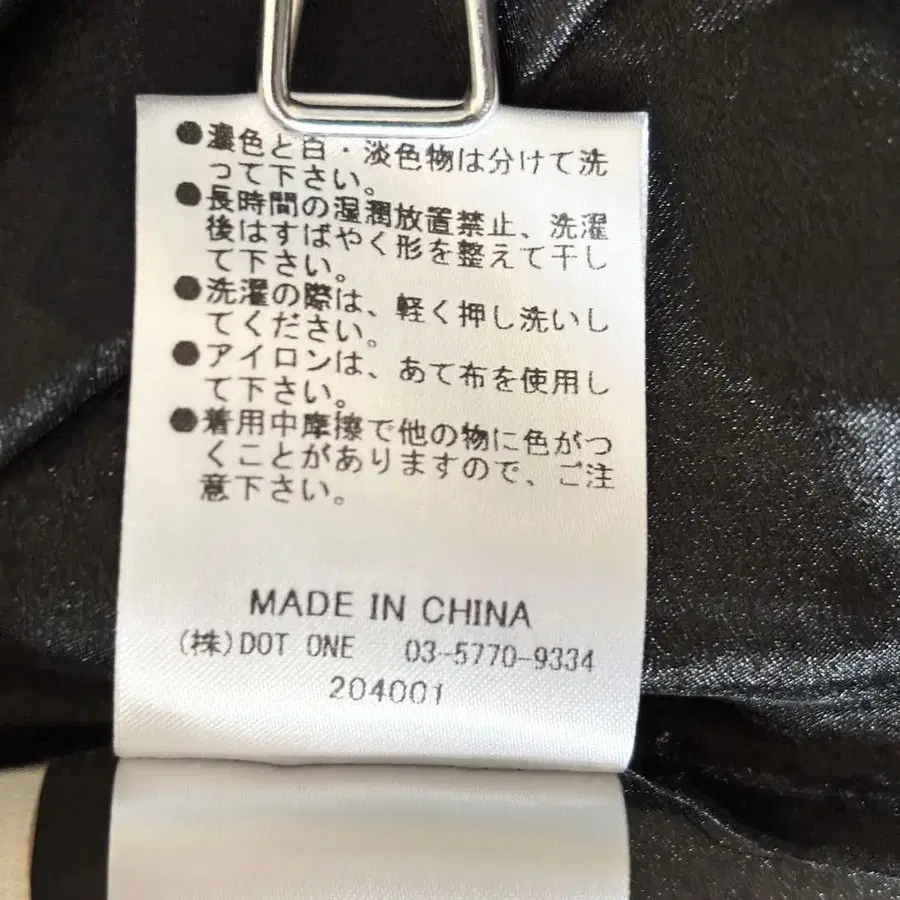 ●濃色と白・淡色物は分けて洗
って下さい。
●長時間の湿潤放置禁止、洗濯
後はすばやく形を整えて干し
て下さい。
●洗濯の際は、軽く押し洗いし
てください。
●アイロンは、あて布を使用し
て下さい。
●着用中摩擦で他の物に色がつ
くことがありますので、ご注
意下さい。
MADE IN CHINA
(株)DOT ONE 03-5770-9334
204001